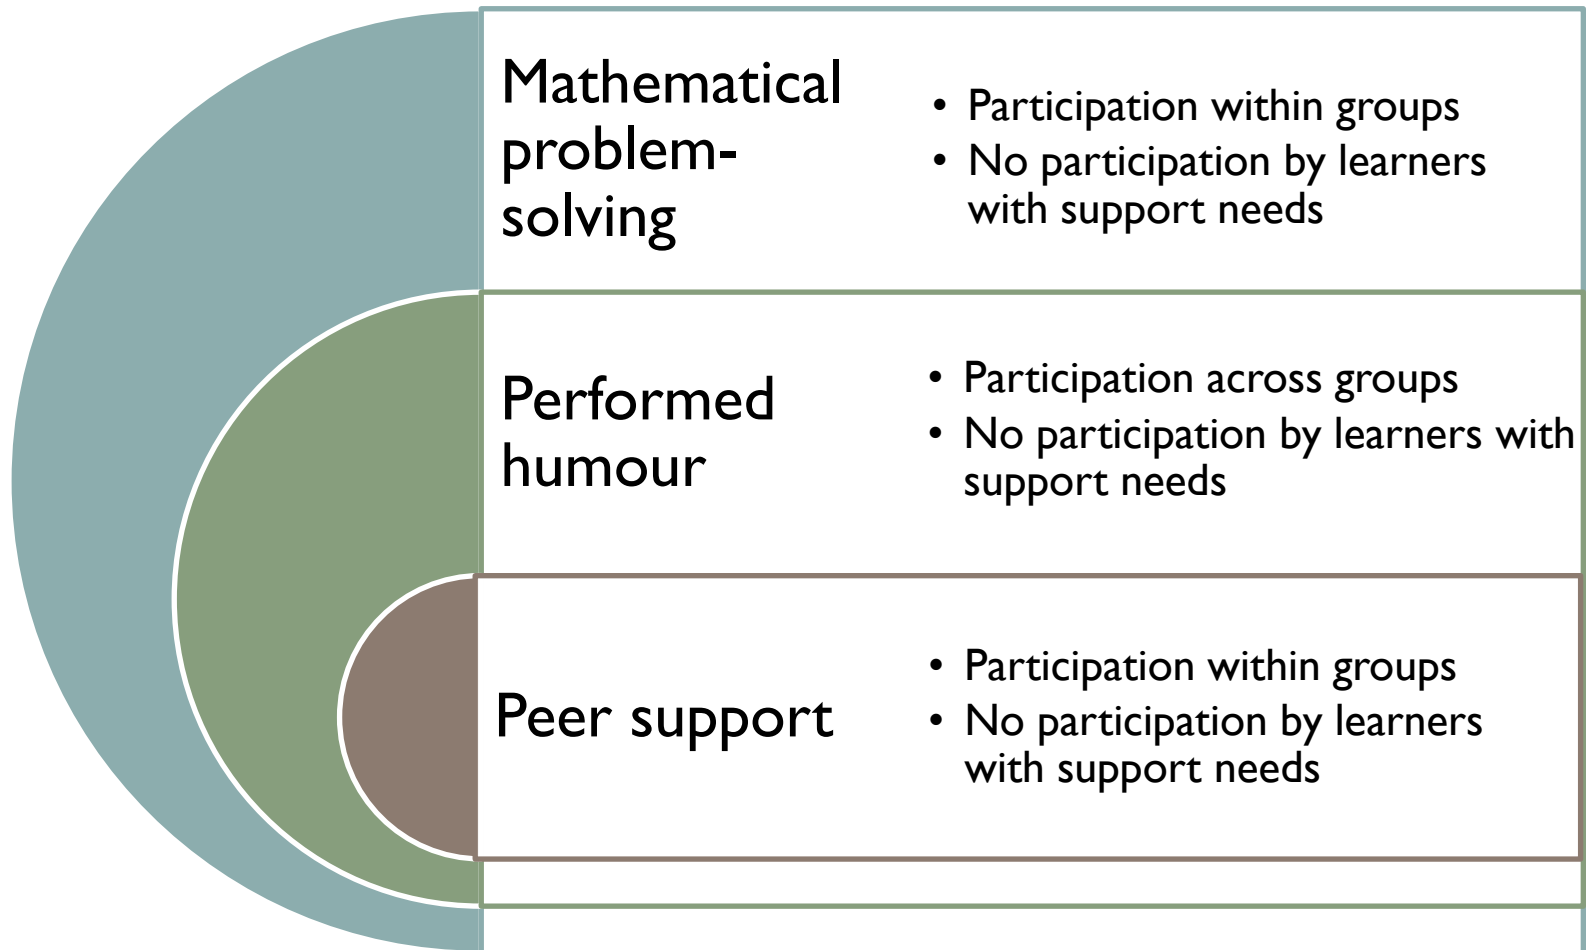 Mathematical
problem-
solving
• Participation within groups
• No participation by learners
with support needs
Performed
humour
• Participation across groups
• No participation by learners with
support needs
Peer support
• Participation within groups
• No participation by learners
with support needs